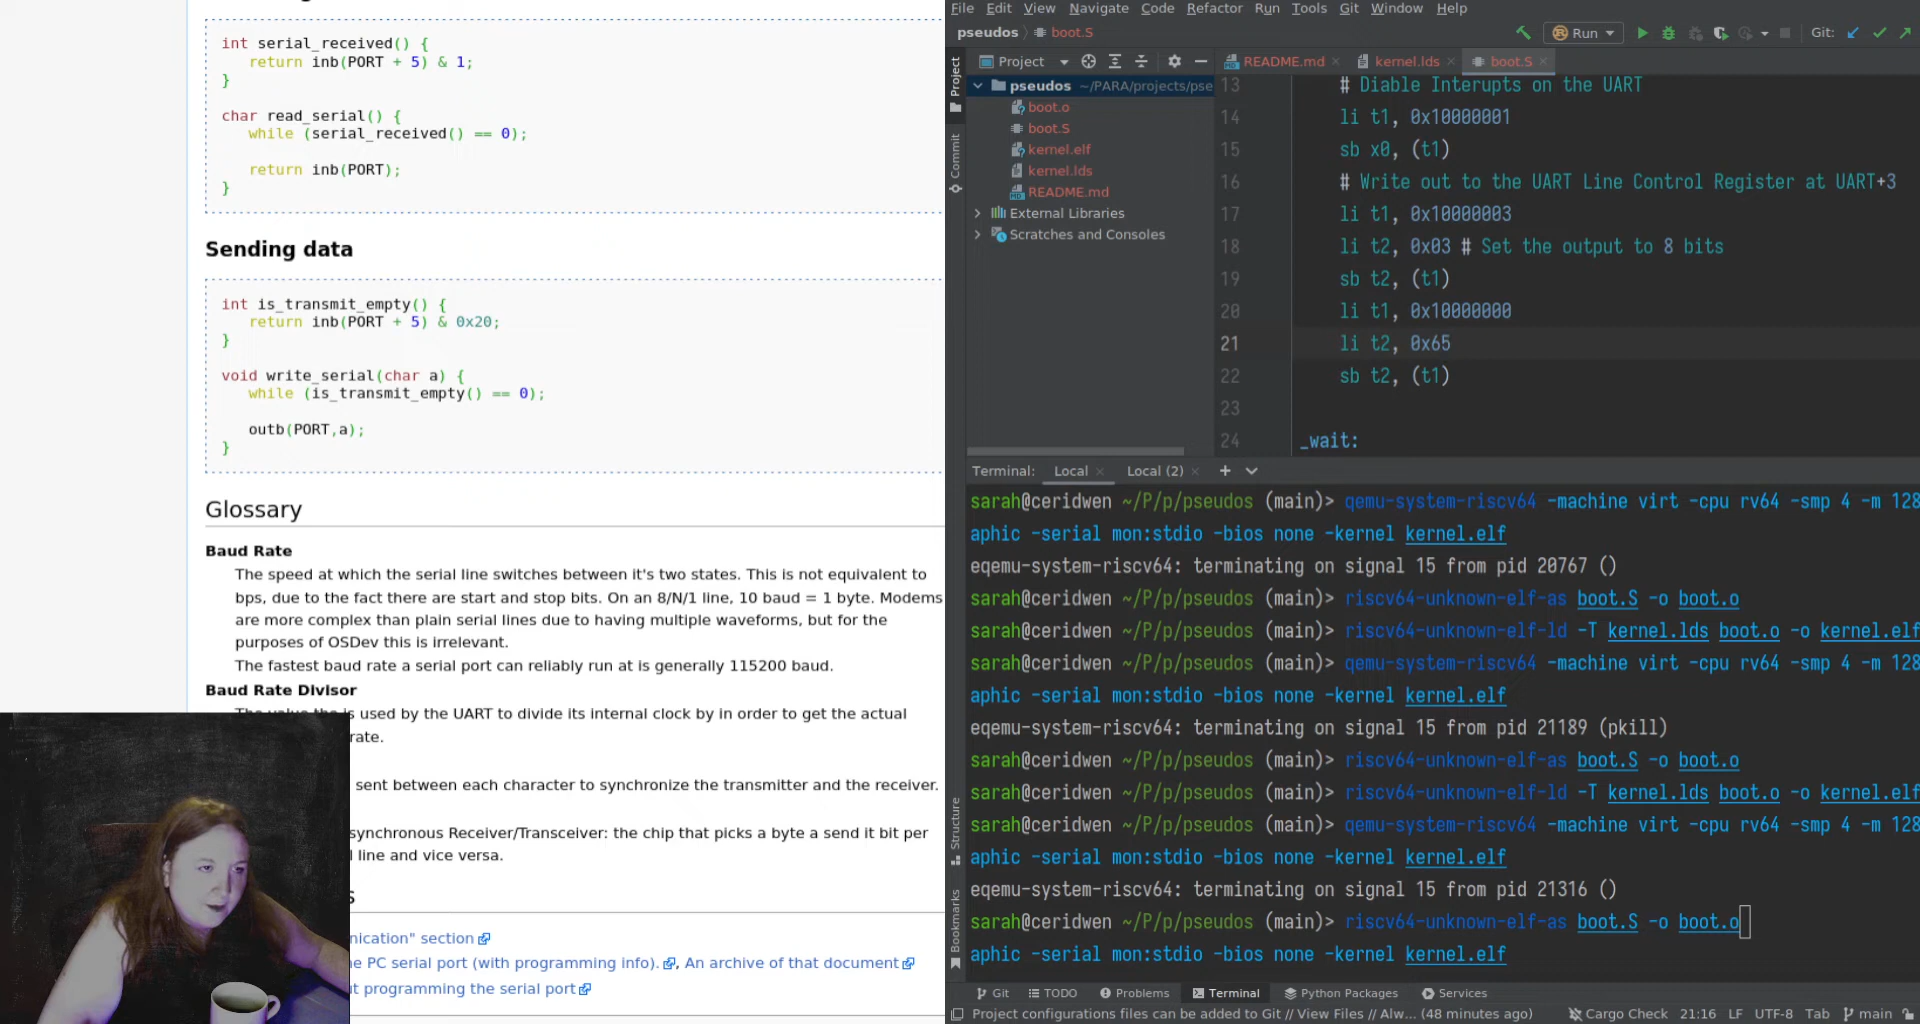 int serial_received() {
return inb(PORT + 5) & 1;
}
char read_serial() {
while (serial_received() == 0);
return inb(PORT);
}
Sending data
int is_transmit_empty() {
return inb(PORT + 5) & 0x20;
}
void write_serial(char a) {
while (is_transmit_empty() == 0);
outb(PORT,a);
}
Glossary
Baud Rate
The speed at which the serial line switches between it's two states. This is not equivalent to
bps, due to the fact there are start and stop bits. On an 8/N/1 line, 10 baud = 1 byte. Modems
are more complex than plain serial lines due to having multiple waveforms, but for the
purposes of OSDev this is irrelevant.
The fastest baud rate a serial port can reliably run at is generally 115200 baud.
Baud Rate Divisor
is used by the UART to divide its internal clock by in order to get the actual
rate.
sent between each character to synchronize the transmitter and the receiver.
synchronous Receiver/Transceiver: the chip that picks a byte a send it bit per
line and vice versa.
s
nication" section
e PC serial port (with programming info). , An archive of that document
ut programming the serial port
File Edit View Navigate Code Refactor Run Tools Git Window Help
pseudos boot.S
Run
Git:
Project
README.md
kernel.lds
boot.S
Project
Commit
Structure
Bookmarks
pseudos ~/PARA/projects/pse
boot.o
boot.S
kernel.elf
kernel.lds
README.md
External Libraries
Scratches and Consoles
13 # Diable Interupts on the UART
14 li t1, 0x10000001
15 sb x0, (t1)
16 # Write out to the UART Line Control Register at UART+3
17 li t1, 0x10000003
18 li t2, 0x03 # Set the output to 8 bits
19 sb t2, (t1)
20 li t1, 0x10000000
21 li t2, 0x65
22 sb t2, (t1)
23
24 _wait:
Terminal: Local Local (2)
sarah@ceridwen ~/P/p/pseudos (main)> qemu-system-riscv64 -machine virt -cpu rv64 -smp 4 -m 128
aphic -serial mon:stdio -bios none -kernel kernel.elf
eqemu-system-riscv64: terminating on signal 15 from pid 20767 ()
sarah@ceridwen ~/P/p/pseudos (main)> riscv64-unknown-elf-as boot.S -o boot.o
sarah@ceridwen ~/P/p/pseudos (main)> riscv64-unknown-elf-ld -T kernel.lds boot.o -o kernel.elf
sarah@ceridwen ~/P/p/pseudos (main)> qemu-system-riscv64 -machine virt -cpu rv64 -smp 4 -m 128
aphic -serial mon:stdio -bios none -kernel kernel.elf
eqemu-system-riscv64: terminating on signal 15 from pid 21189 (pkill)
sarah@ceridwen ~/P/p/pseudos (main)> riscv64-unknown-elf-as boot.S -o boot.o
sarah@ceridwen ~/P/p/pseudos (main)> riscv64-unknown-elf-ld -T kernel.lds boot.o -o kernel.elf
sarah@ceridwen ~/P/p/pseudos (main)> qemu-system-riscv64 -machine virt -cpu rv64 -smp 4 -m 128
aphic -serial mon:stdio -bios none -kernel kernel.elf
eqemu-system-riscv64: terminating on signal 15 from pid 21316 ()
sarah@ceridwen ~/P/p/pseudos (main)> riscv64-unknown-elf-as boot.S -o boot.o
aphic -serial mon:stdio -bios none -kernel kernel.elf
Git TODO Problems Terminal Python Packages Services
Project configurations files can be added to Git // View Files // Alw... (48 minutes ago) Cargo Check 21:16 LF UTF-8 Tab main